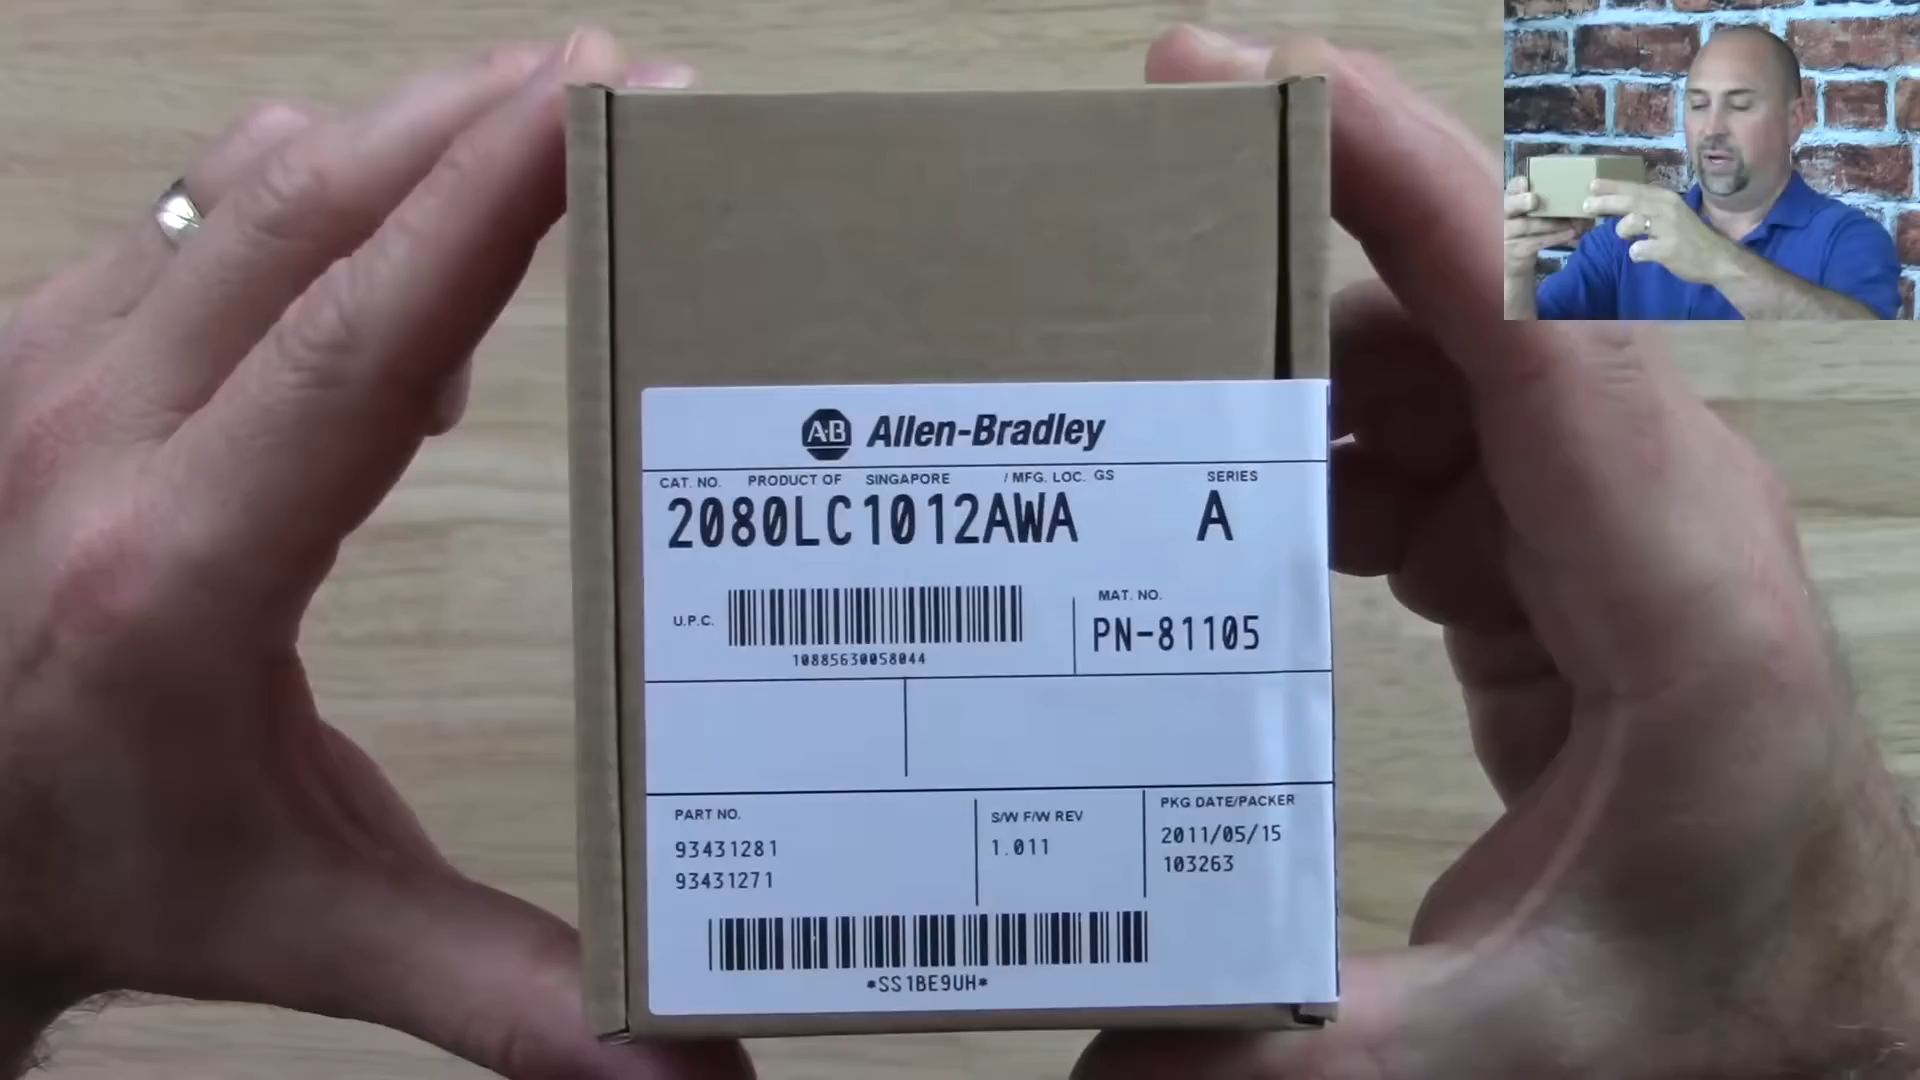 A·B Allen-Bradley
CAT. NO. PRODUCT OF SINGAPORE / MFG. LOC. GS SERIES
2080LC1012AWA A
U.P.C.
10885630058044
MAT. NO.
PN-81105
PART NO.
93431281
93431271
S/W F/W REV
1.011
PKG DATE/PACKER
2011/05/15
103263
*SS1BE9UH*